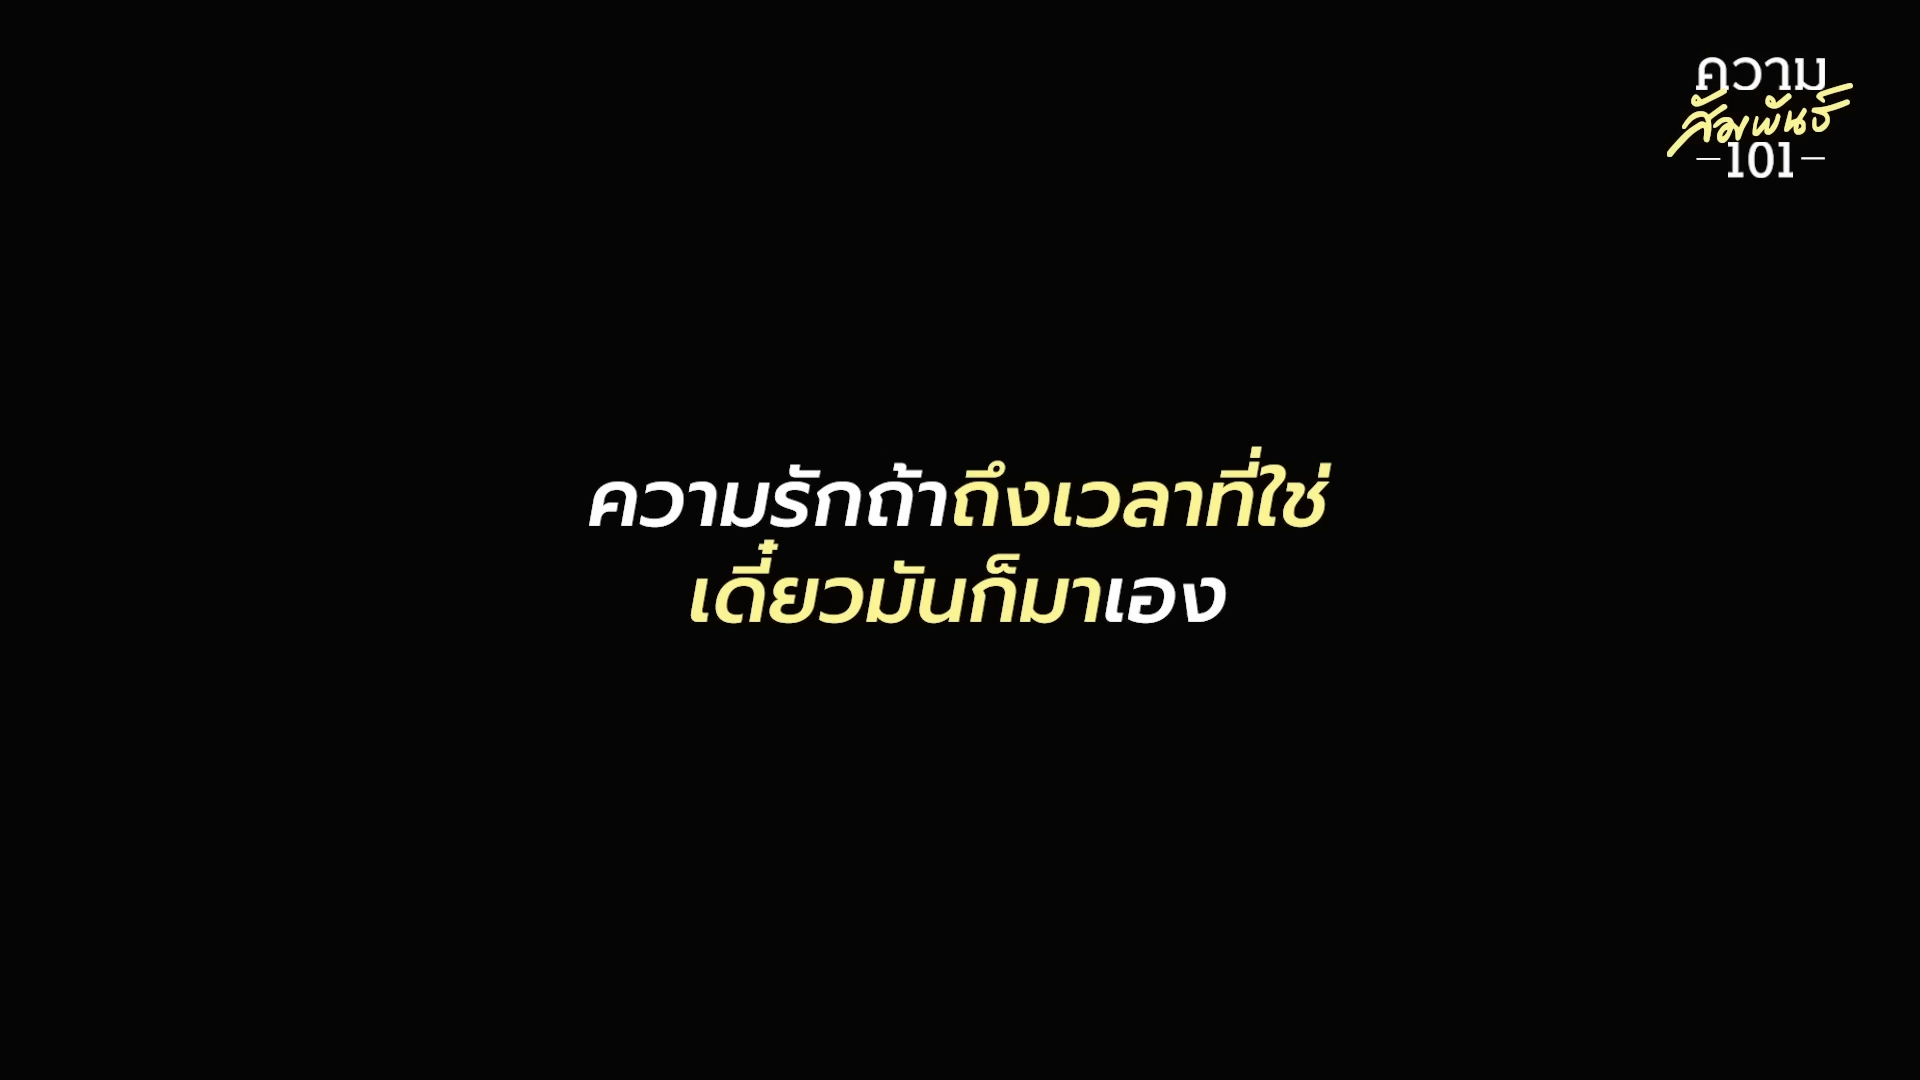 ความ
สัมพันธ์
-101-
ความรักถ้าถึงเวลาที่ใช่
เดี๋ยวมันก็มาเอง